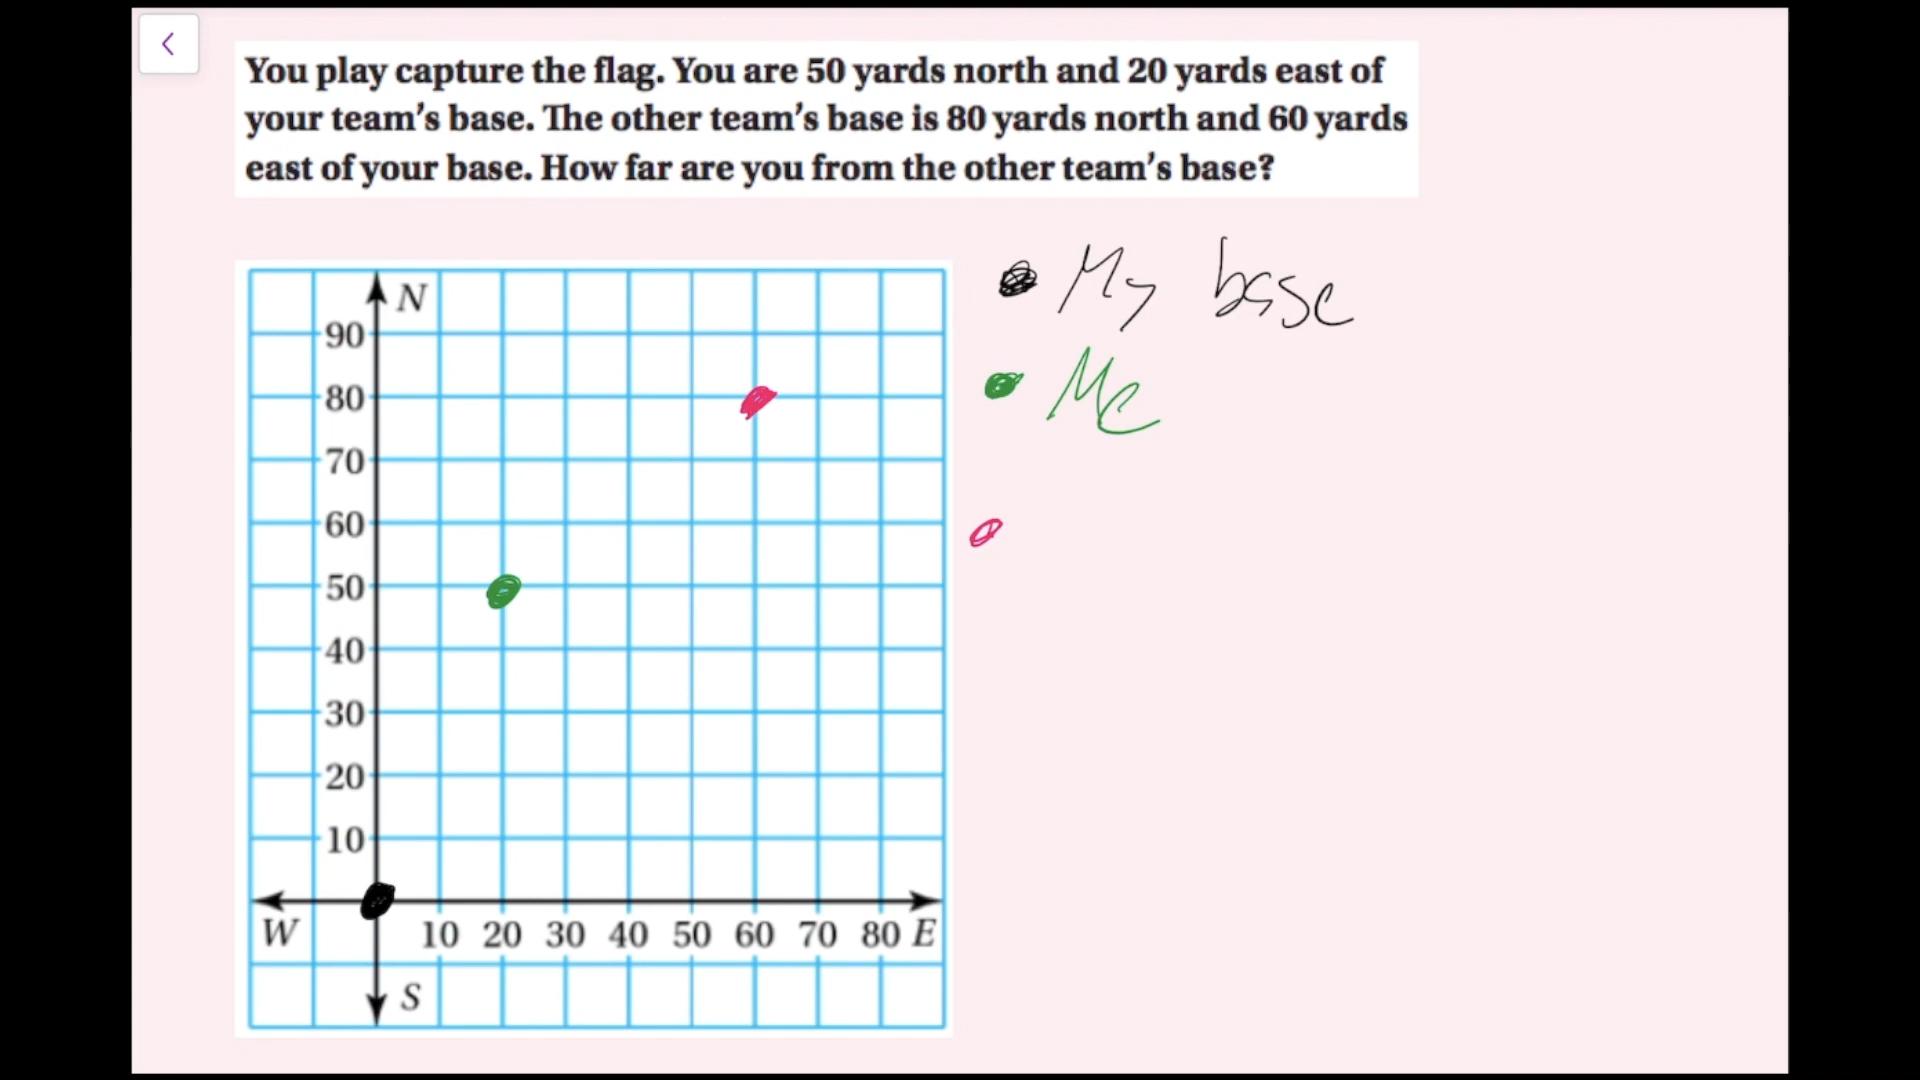 You play capture the flag. You are 50 yards north and 20 yards east of
your team's base. The other team's base is 80 yards north and 60 yards
east of your base. How far are you from the other team's base?
My base
Me
N
90
80
70
60
50
40
30
20
10
W 10 20 30 40 50 60 70 80 E
S